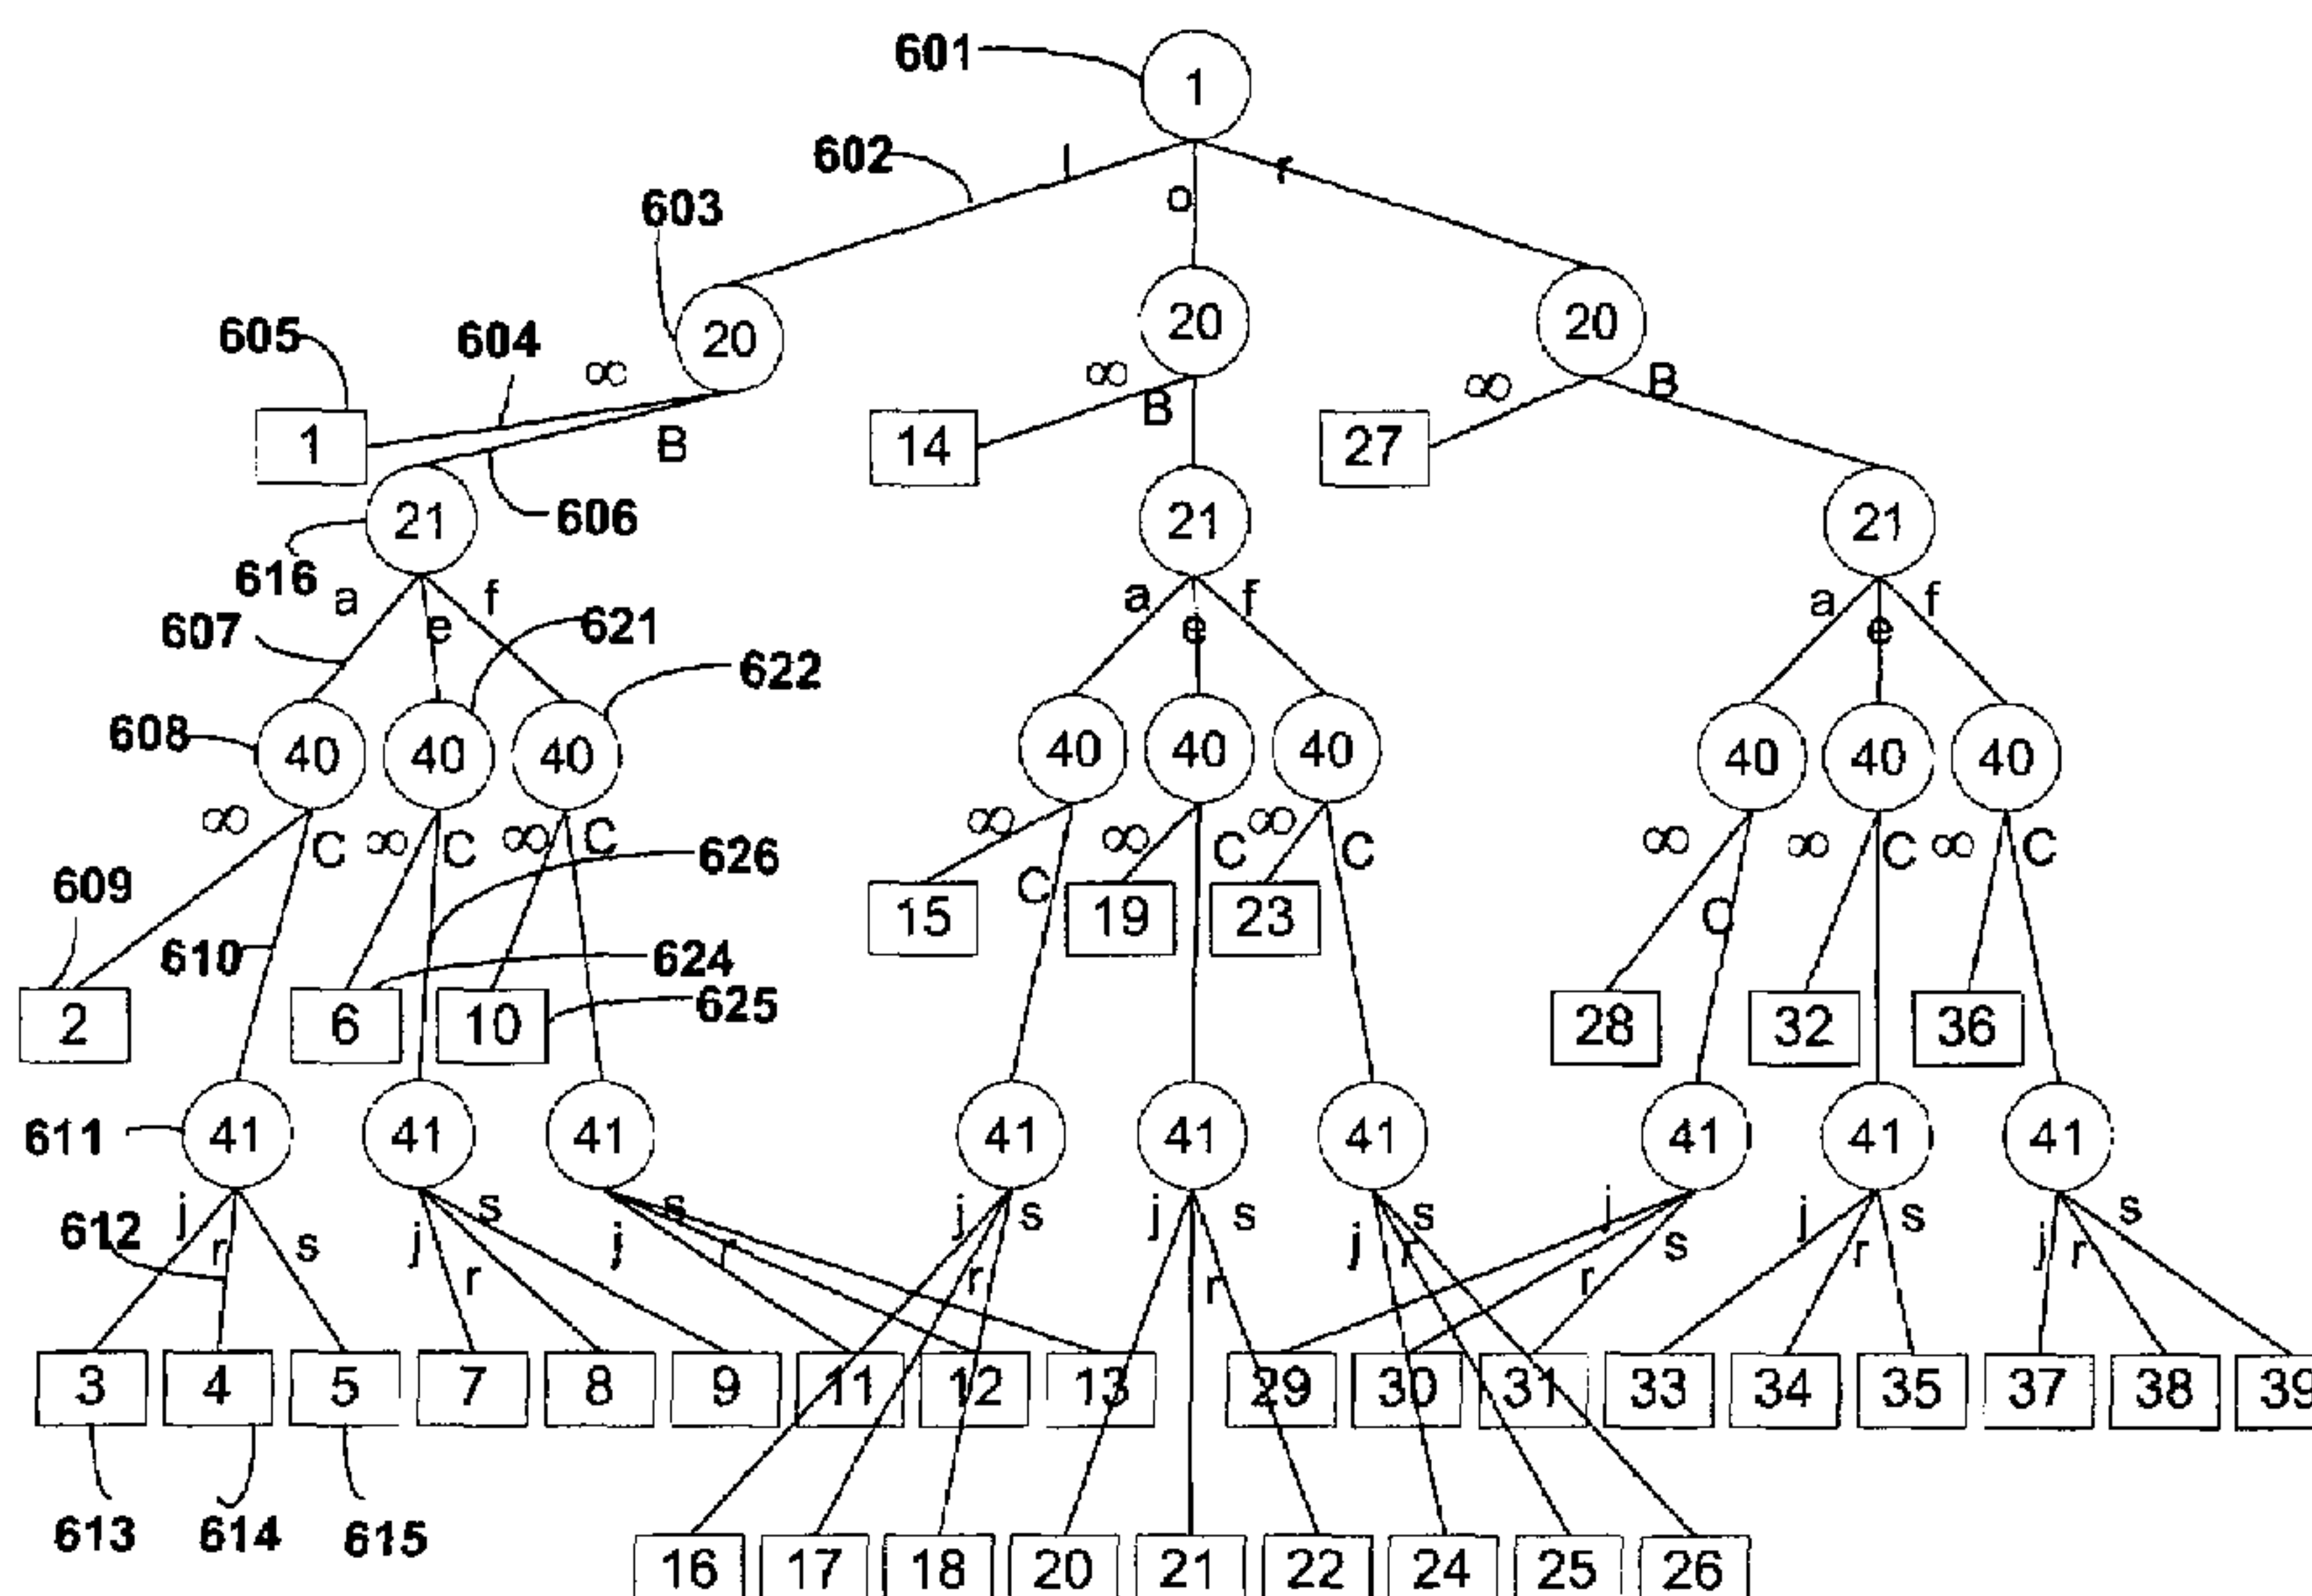 601 1
602 l o r
603
20 20 20
605 604 ∞ ∞ B ∞ B
1 B 14 27
21 606 21 21
616 a e f a e f a e f
607 621
622
608 40 40 40 40 40 40 40 40 40
∞ C ∞ C ∞ C ∞ C ∞ C ∞ C ∞ C ∞ C ∞ C
626
609 15 19 23
610 624
2 6 10 625 28 32 36
611 41 41 41 41 41 41 41 41 41
612 j r s j r s j r s j r s j r s j r s j r s j r s j r s
3 4 5 7 8 9 11 12 13 29 30 31 33 34 35 37 38 39
613 614 615
16 17 18 20 21 22 24 25 26